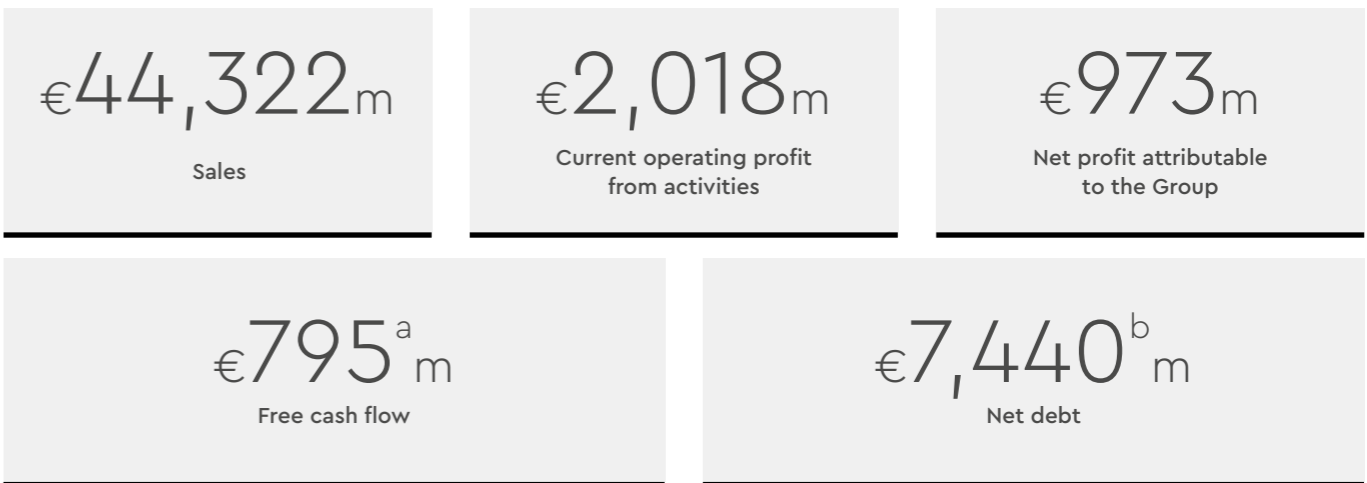 €44,322m
Sales
€2,018m
Current operating profit
from activities
€973m
Net profit attributable
to the Group
€795ᵃm
Free cash flow
€7,440ᵇm
Net debt